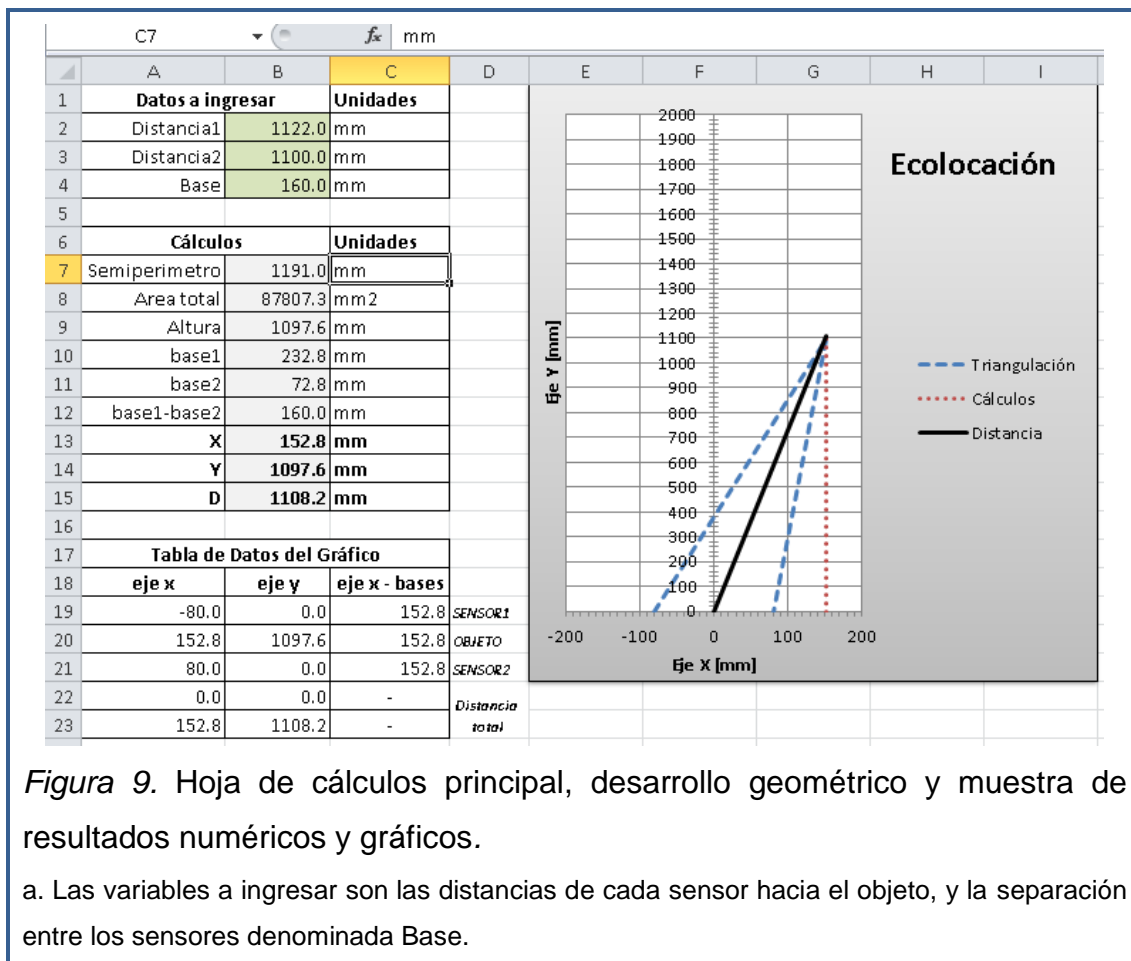 C7 fx mm
A B C D E F G H I
1 Datos a ingresar Unidades
2 Distancia1 1122.0 mm
3 Distancia2 1100.0 mm
4 Base 160.0 mm
5
6 Cálculos Unidades
7 Semiperimetro 1191.0 mm
8 Area total 87807.3 mm2
9 Altura 1097.6 mm
10 base1 232.8 mm
11 base2 72.8 mm
12 base1-base2 160.0 mm
13 X 152.8 mm
14 Y 1097.6 mm
15 D 1108.2 mm
16
17 Tabla de Datos del Gráfico
18 eje x eje y eje x - bases
19 -80.0 0.0 152.8 SENSOR1
20 152.8 1097.6 152.8 OBJETO
21 80.0 0.0 152.8 SENSOR2
22 0.0 0.0 -
Distancia
total
23 152.8 1108.2 -
Ecolocación
2000
1900
1800
1700
1600
1500
1400
1300
1200
1100
1000
900
800
700
600
500
400
300
200
100
0
Eje Y [mm]
-200 -100 0 100 200
Eje X [mm]
Triangulación
Cálculos
Distancia
Figura 9. Hoja de cálculos principal, desarrollo geométrico y muestra de
resultados numéricos y gráficos.
a. Las variables a ingresar son las distancias de cada sensor hacia el objeto, y la separación
entre los sensores denominada Base.